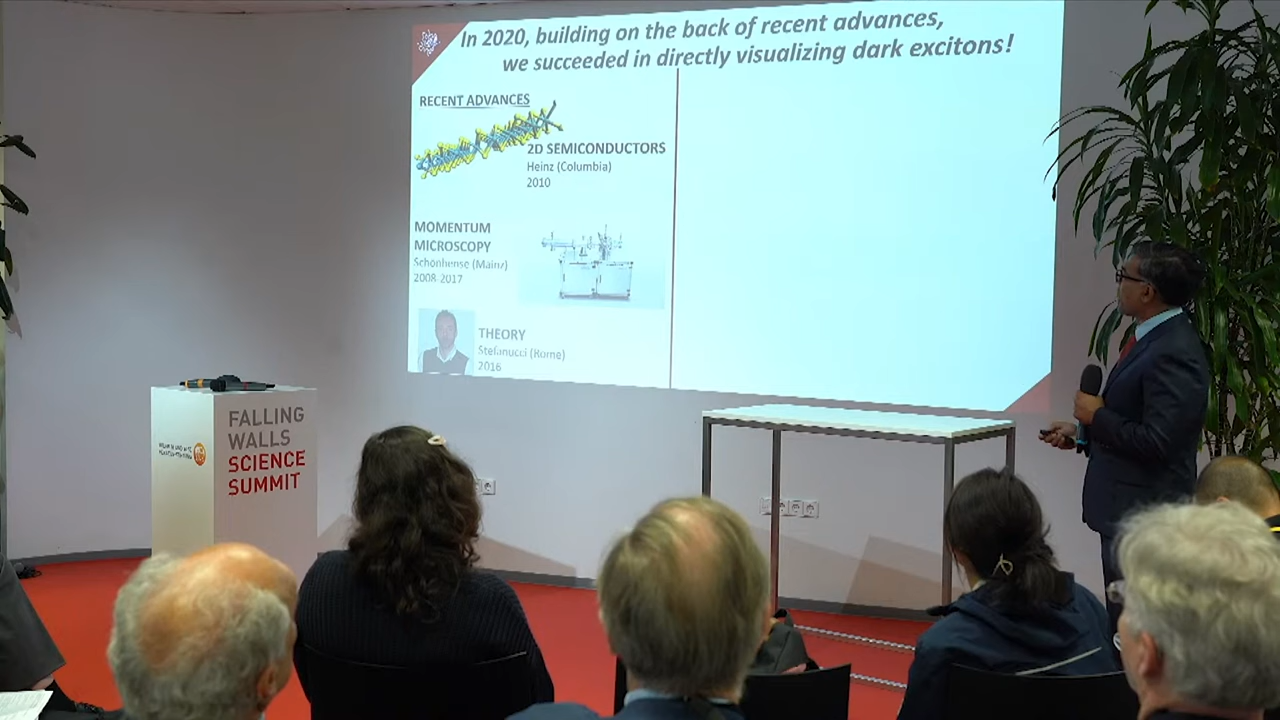 In 2020, building on the back of recent advances,
we succeeded in directly visualizing dark excitons!
RECENT ADVANCES
2D SEMICONDUCTORS
Heinz (Columbia)
2010
MOMENTUM
MICROSCOPY
Schönhense (Mainz)
2008-2017
THEORY
Stefanucci (Rome)
2016
FALLING
WALLS
SCIENCE
SUMMIT